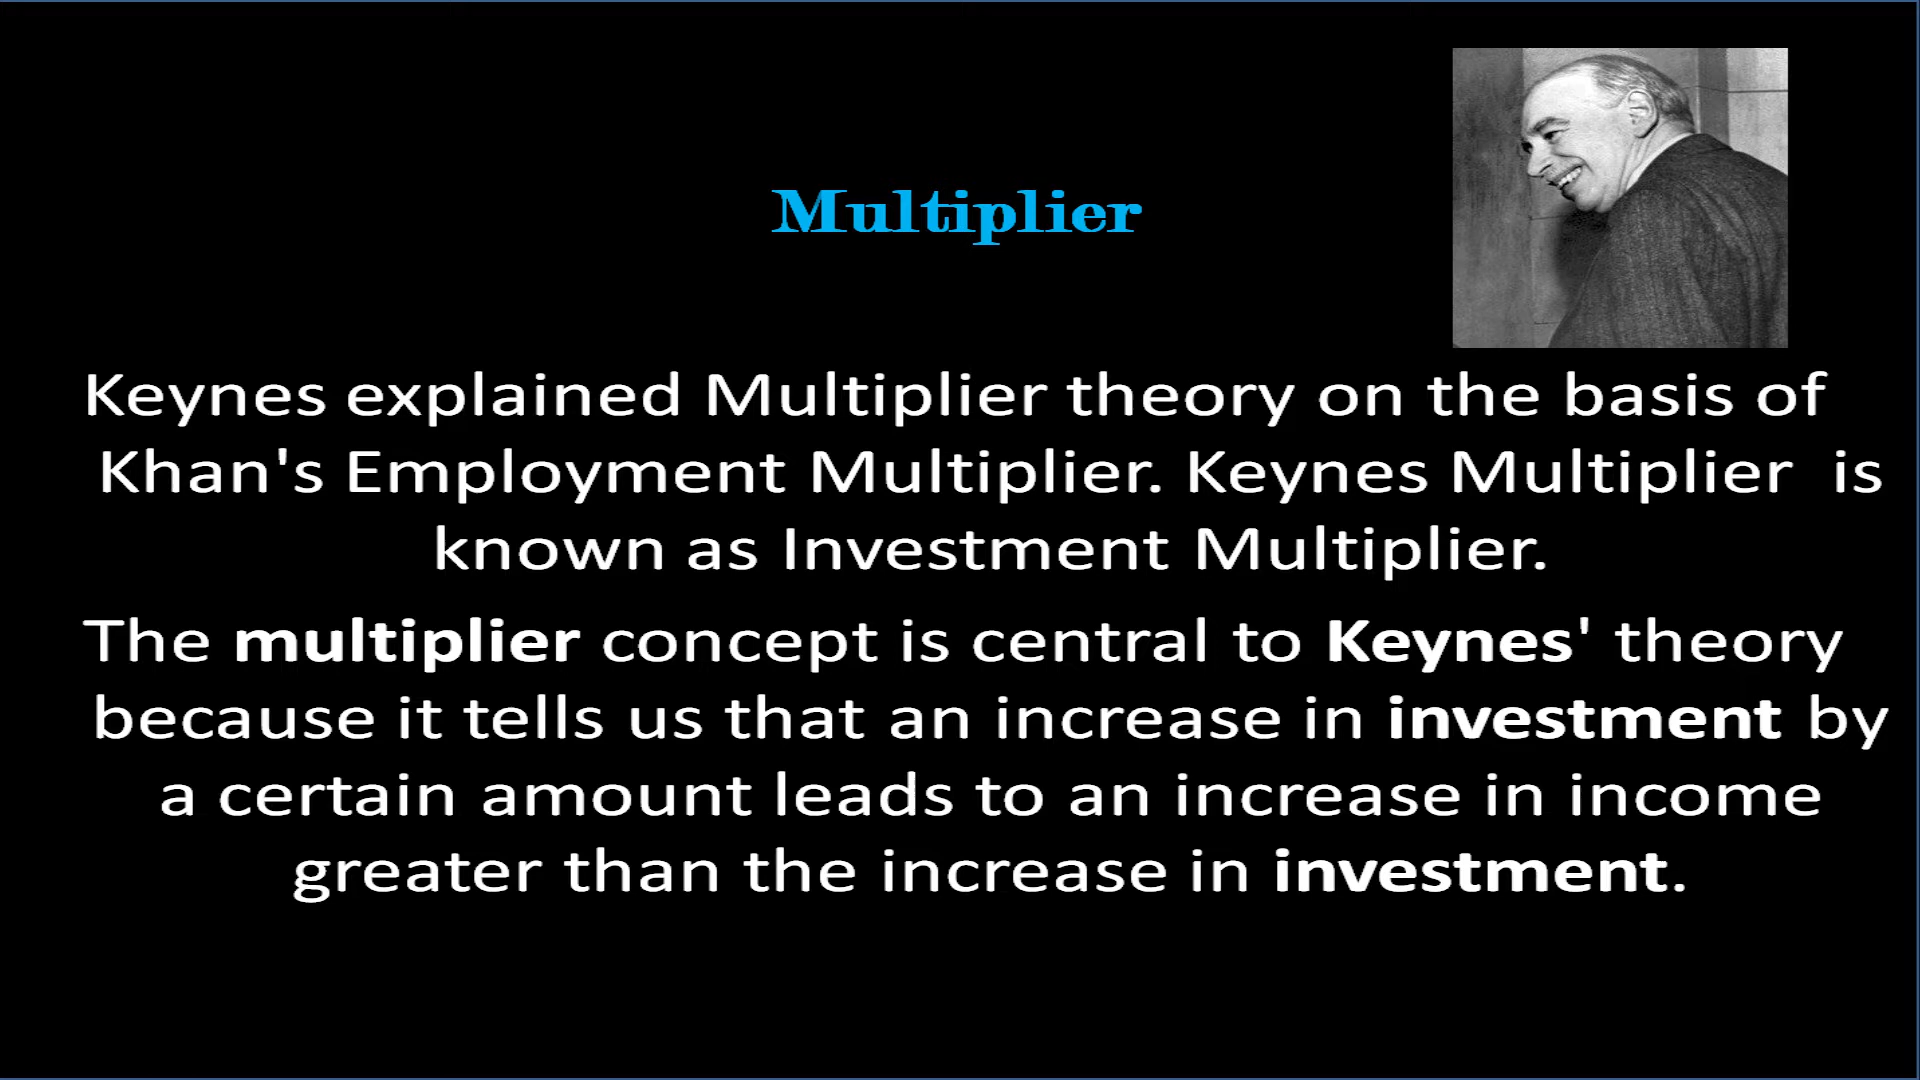 Multiplier
Keynes explained Multiplier theory on the basis of
Khan's Employment Multiplier. Keynes Multiplier  is
known as Investment Multiplier.
The multiplier concept is central to Keynes' theory
because it tells us that an increase in investment by
a certain amount leads to an increase in income
greater than the increase in investment.